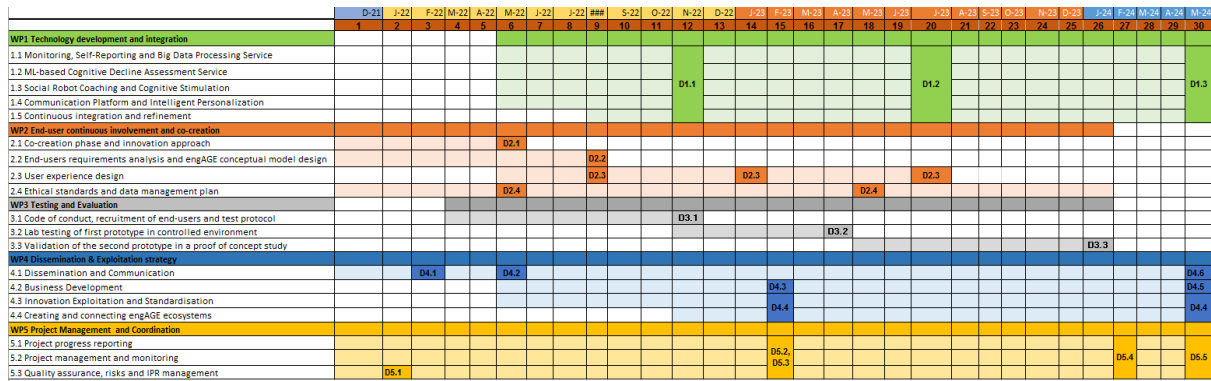 D-21 J-22 F-22 M-22 A-22 M-22 J-22 J-22 ### S-22 O-22 N-22 D-22 J-23 F-23 M-23 A-23 M-23 J-23 J-23 A-23 S-23 O-23 N-23 D-23 J-24 F-24 M-24 A-24 M-24
1 2 3 4 5 6 7 8 9 10 11 12 13 14 15 16 17 18 19 20 21 22 23 24 25 26 27 28 29 30
WP1 Technology development and integration
1.1 Monitoring, Self-Reporting and Big Data Processing Service
1.2 ML-based Cognitive Decline Assessment Service
1.3 Social Robot Coaching and Cognitive Stimulation D1.1 D1.2 D1.3
1.4 Communication Platform and Intelligent Personalization
1.5 Continuous integration and refinement
WP2 End-user continuous involvement and co-creation
2.1 Co-creation phase and innovation approach D2.1
2.2 End-users requirements analysis and engAGE conceptual model design D2.2
2.3 User experience design D2.3 D2.3 D2.3
2.4 Ethical standards and data management plan D2.4 D2.4
WP3 Testing and Evaluation
3.1 Code of conduct, recruitment of end-users and test protocol D3.1
3.2 Lab testing of first prototype in controlled environment D3.2
3.3 Validation of the second prototype in a proof of concept study D3.3
WP4 Dissemination & Exploitation strategy
4.1 Dissemination and Communication D4.1 D4.2 D4.6
4.2 Business Development D4.3 D4.5
4.3 Innovation Exploitation and Standardisation D4.4 D4.4
4.4 Creating and connecting engAGE ecosystems
WP5 Project Management and Coordination
5.1 Project progress reporting
5.2 Project management and monitoring D5.2, D5.3 D5.4 D5.5
5.3 Quality assurance, risks and IPR management D5.1